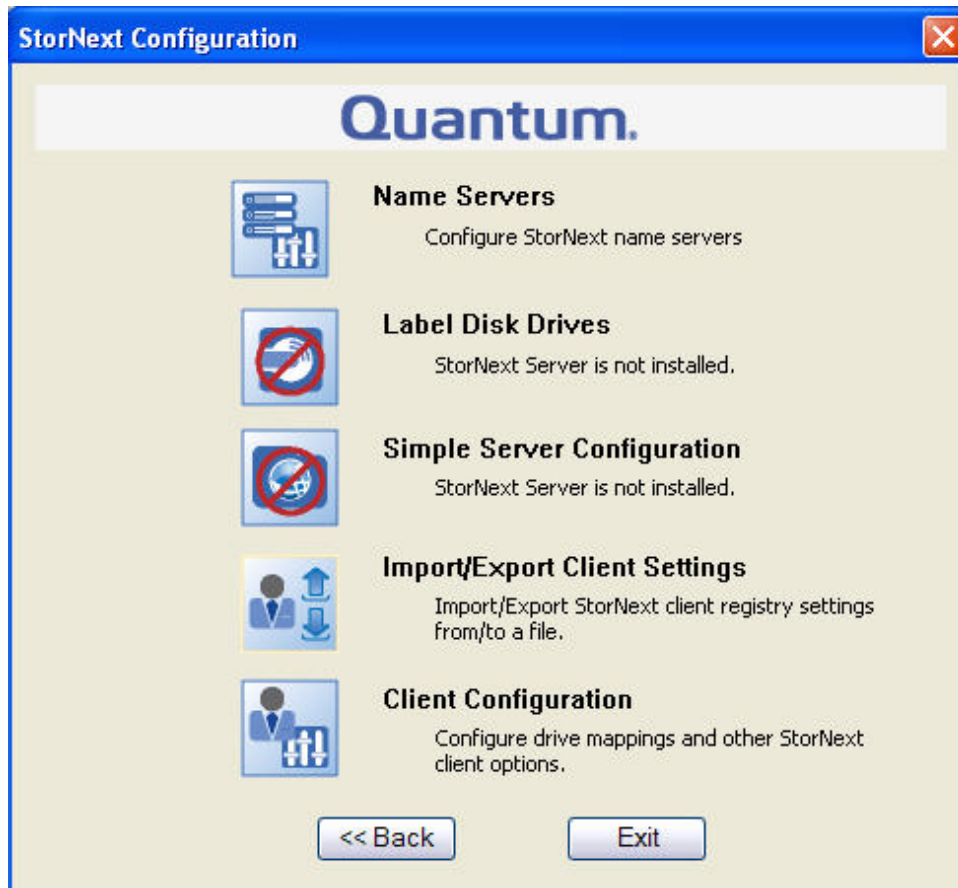 StorNext Configuration
Quantum.
Name Servers
Configure StorNext name servers
Label Disk Drives
StorNext Server is not installed.
Simple Server Configuration
StorNext Server is not installed.
Import/Export Client Settings
Import/Export StorNext client registry settings
from/to a file.
Client Configuration
Configure drive mappings and other StorNext
client options.
<< Back
Exit